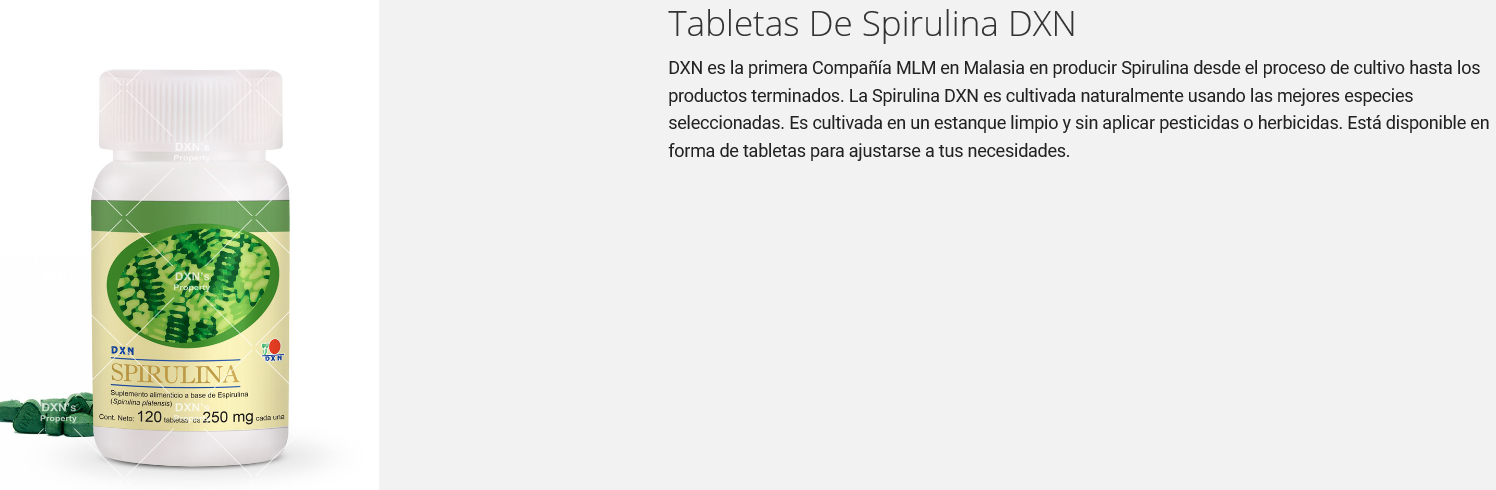 Tabletas De Spirulina DXN
DXN es la primera Compañía MLM en Malasia en producir Spirulina desde el proceso de cultivo hasta los
productos terminados. La Spirulina DXN es cultivada naturalmente usando las mejores especies
seleccionadas. Es cultivada en un estanque limpio y sin aplicar pesticidas o herbicidas. Está disponible en
forma de tabletas para ajustarse a tus necesidades.
DXN's
Property
DXN's
Property
DXN
DXN
SPIRULINA
Suplemento alimenticio a base de Espirulina
(Spirulina platensis)
DXN's
Property
DXN's
Property
Cont. Neto: 120 tabletas de 250 mg cada una